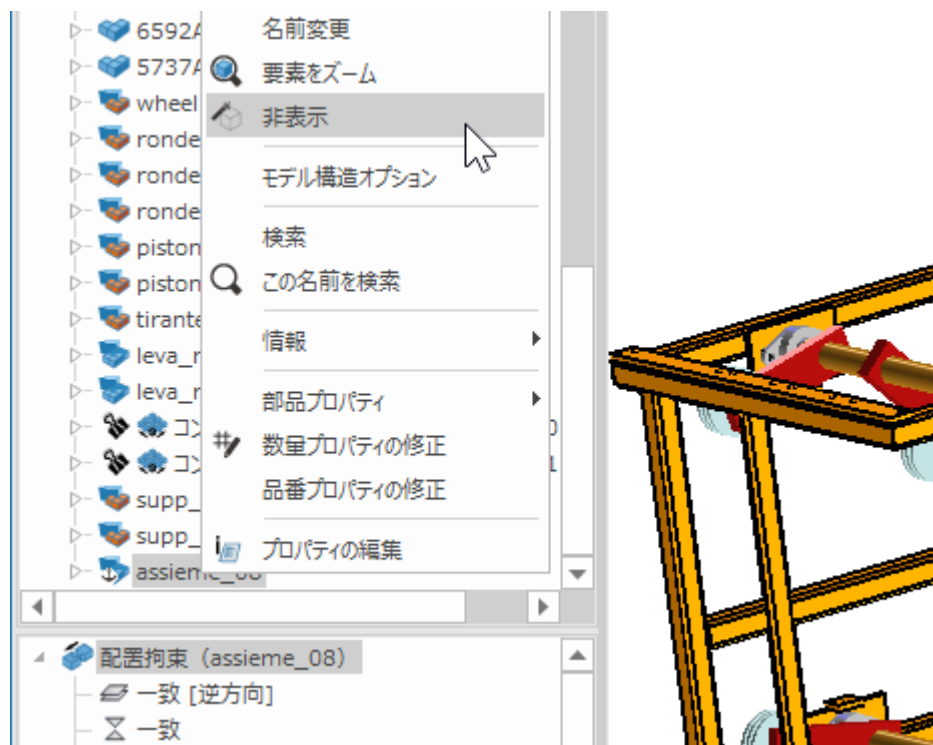 6592A
名前変更
5737A
要素をズーム
wheel
非表示
ronde
ronde
モデル構造オプション
ronde
piston
検索
piston
この名前を検索
tirante
leva_r
情報
leva_r
部品プロパティ
コン
0
数量プロパティの修正
コン
1
supp_
品番プロパティの修正
supp_
プロパティの編集
assieme_08
配置拘束 (assieme_08)
一致 [逆方向]
一致